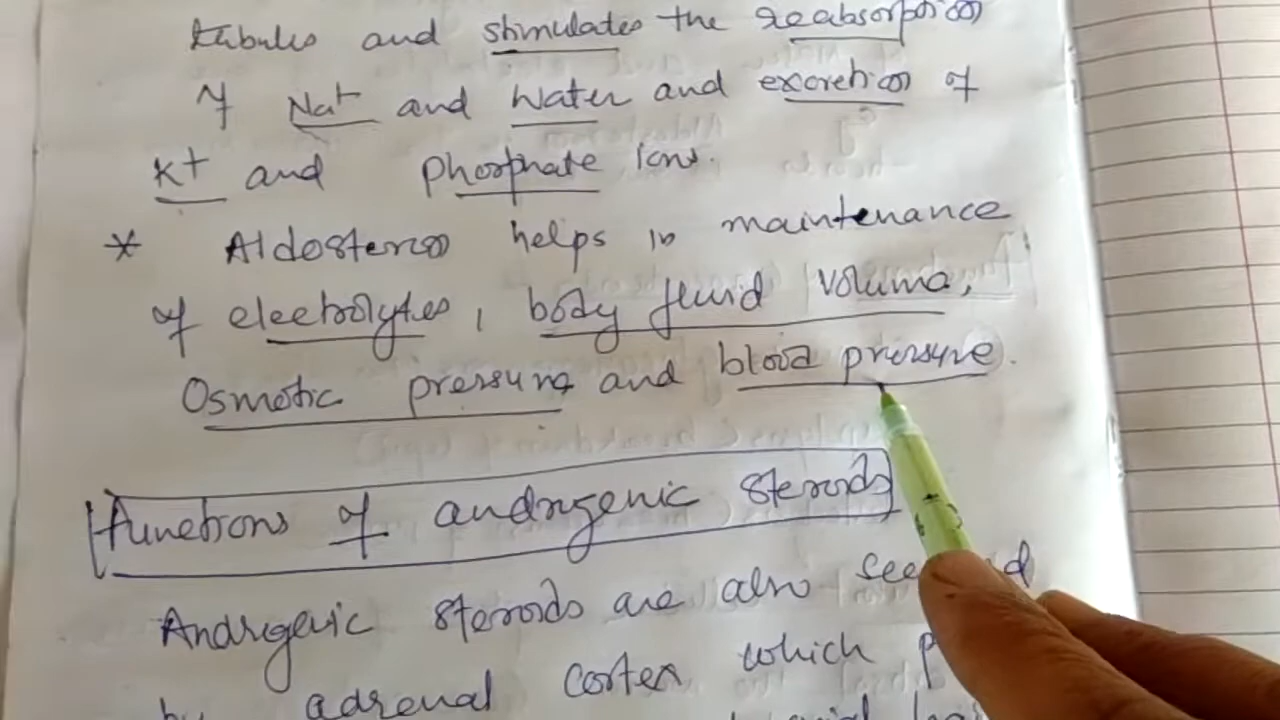 tubules and stimulates the reabsorption
of Na+ and water and excretion of
K+ and phosphate ions.
* Aldosteron helps in maintenance
of electrolytes, body fluid volume,
Osmotic pressure and blood pressure.
Functions of androgenic steroids
Androgenic steroids are also
by adrenal cortex which